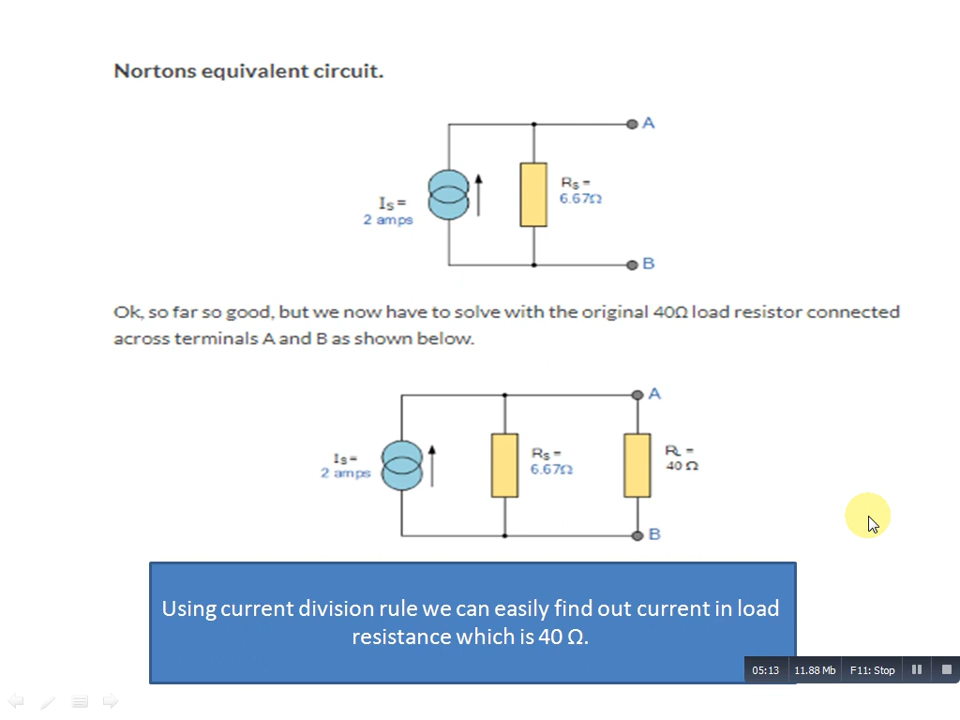 Nortons equivalent circuit.
A
Rs =
6.67Ω
Is =
2 amps
B
Ok, so far so good, but we now have to solve with the original 40Ω load resistor connected
across terminals A and B as shown below.
A
Is =
2 amps
Rs =
6.67Ω
RL =
40 Ω
B
Using current division rule we can easily find out current in load
resistance which is 40 Ω.
05:13 11.88 Mb F11: Stop